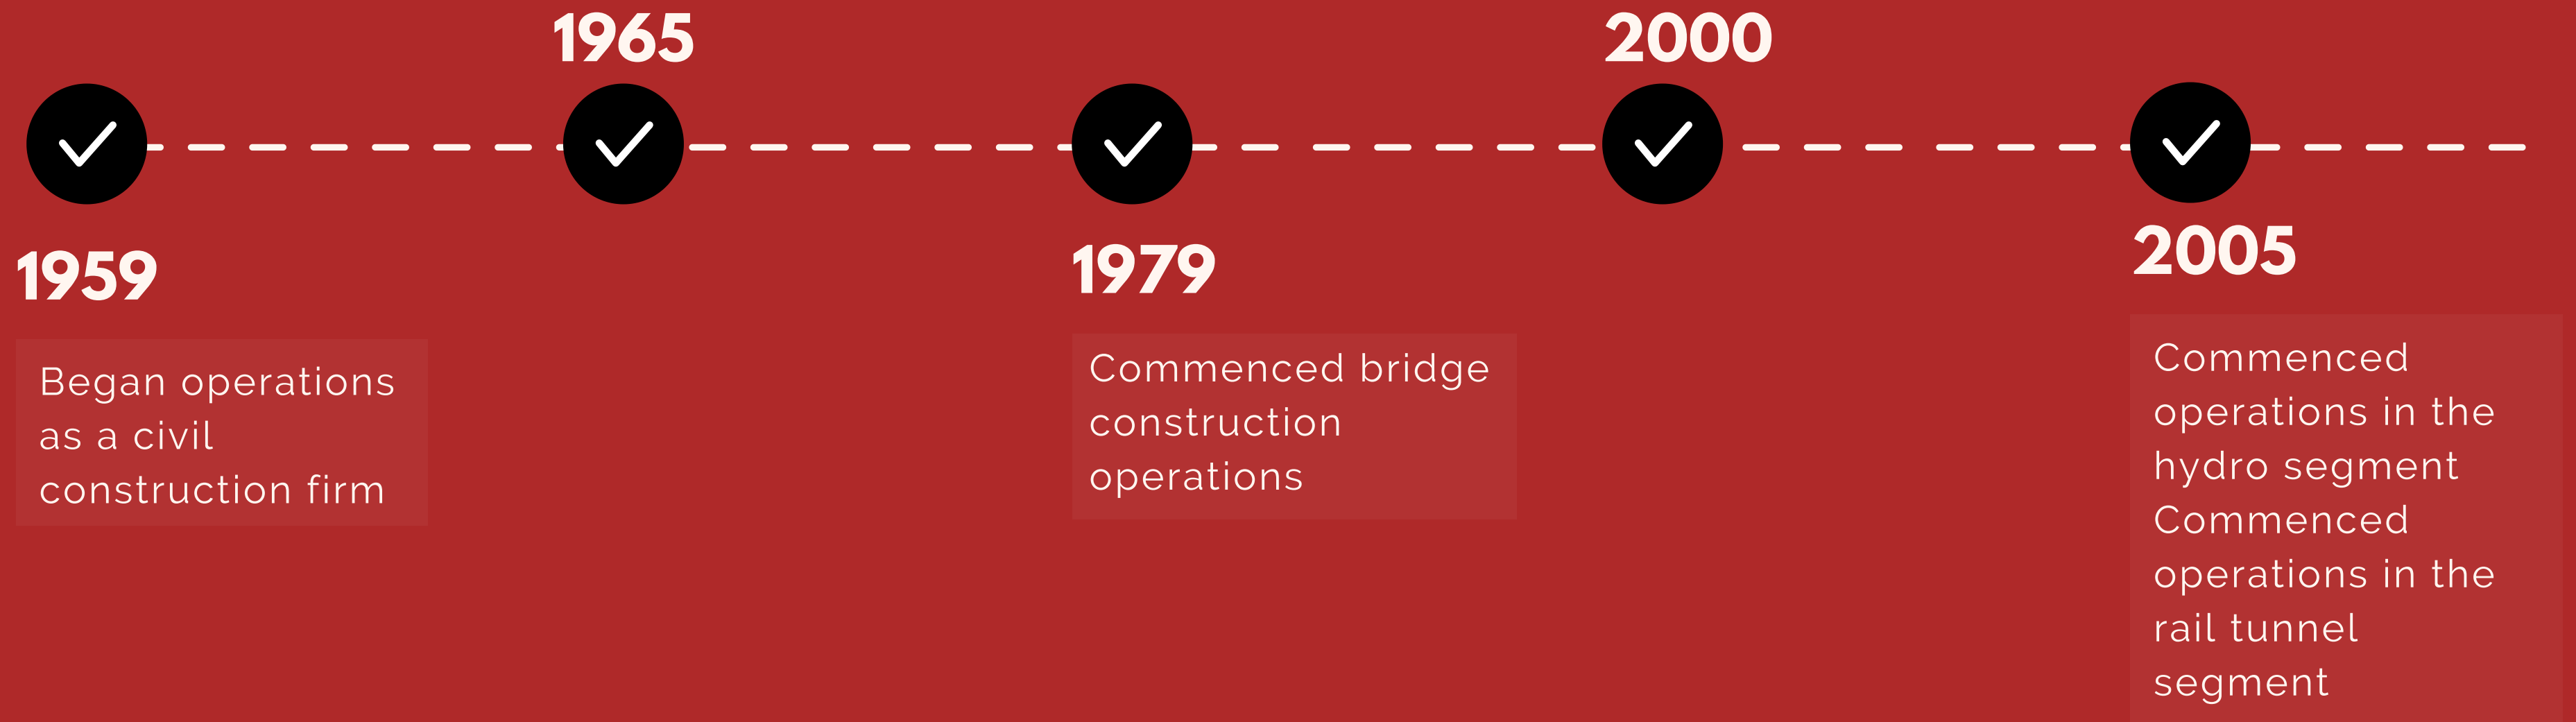 1965
2000
1959
1979
2005
Began operations
as a civil
construction firm
Commenced bridge
construction
operations
Commenced
operations in the
hydro segment
Commenced
operations in the
rail tunnel
segment